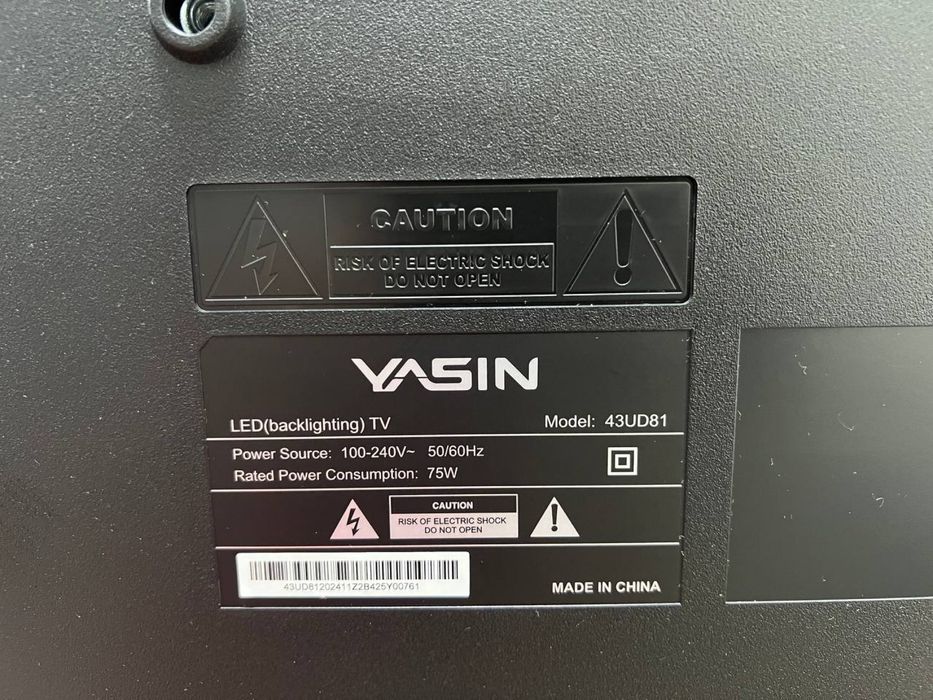 CAUTION
RISK OF ELECTRIC SHOCK
DO NOT OPEN
YASIN
LED(backlighting) TV Model: 43UD81
Power Source: 100-240V~ 50/60Hz
Rated Power Consumption: 75W
CAUTION
RISK OF ELECTRIC SHOCK
DO NOT OPEN
43UD81202411Z2B425Y00761
MADE IN CHINA